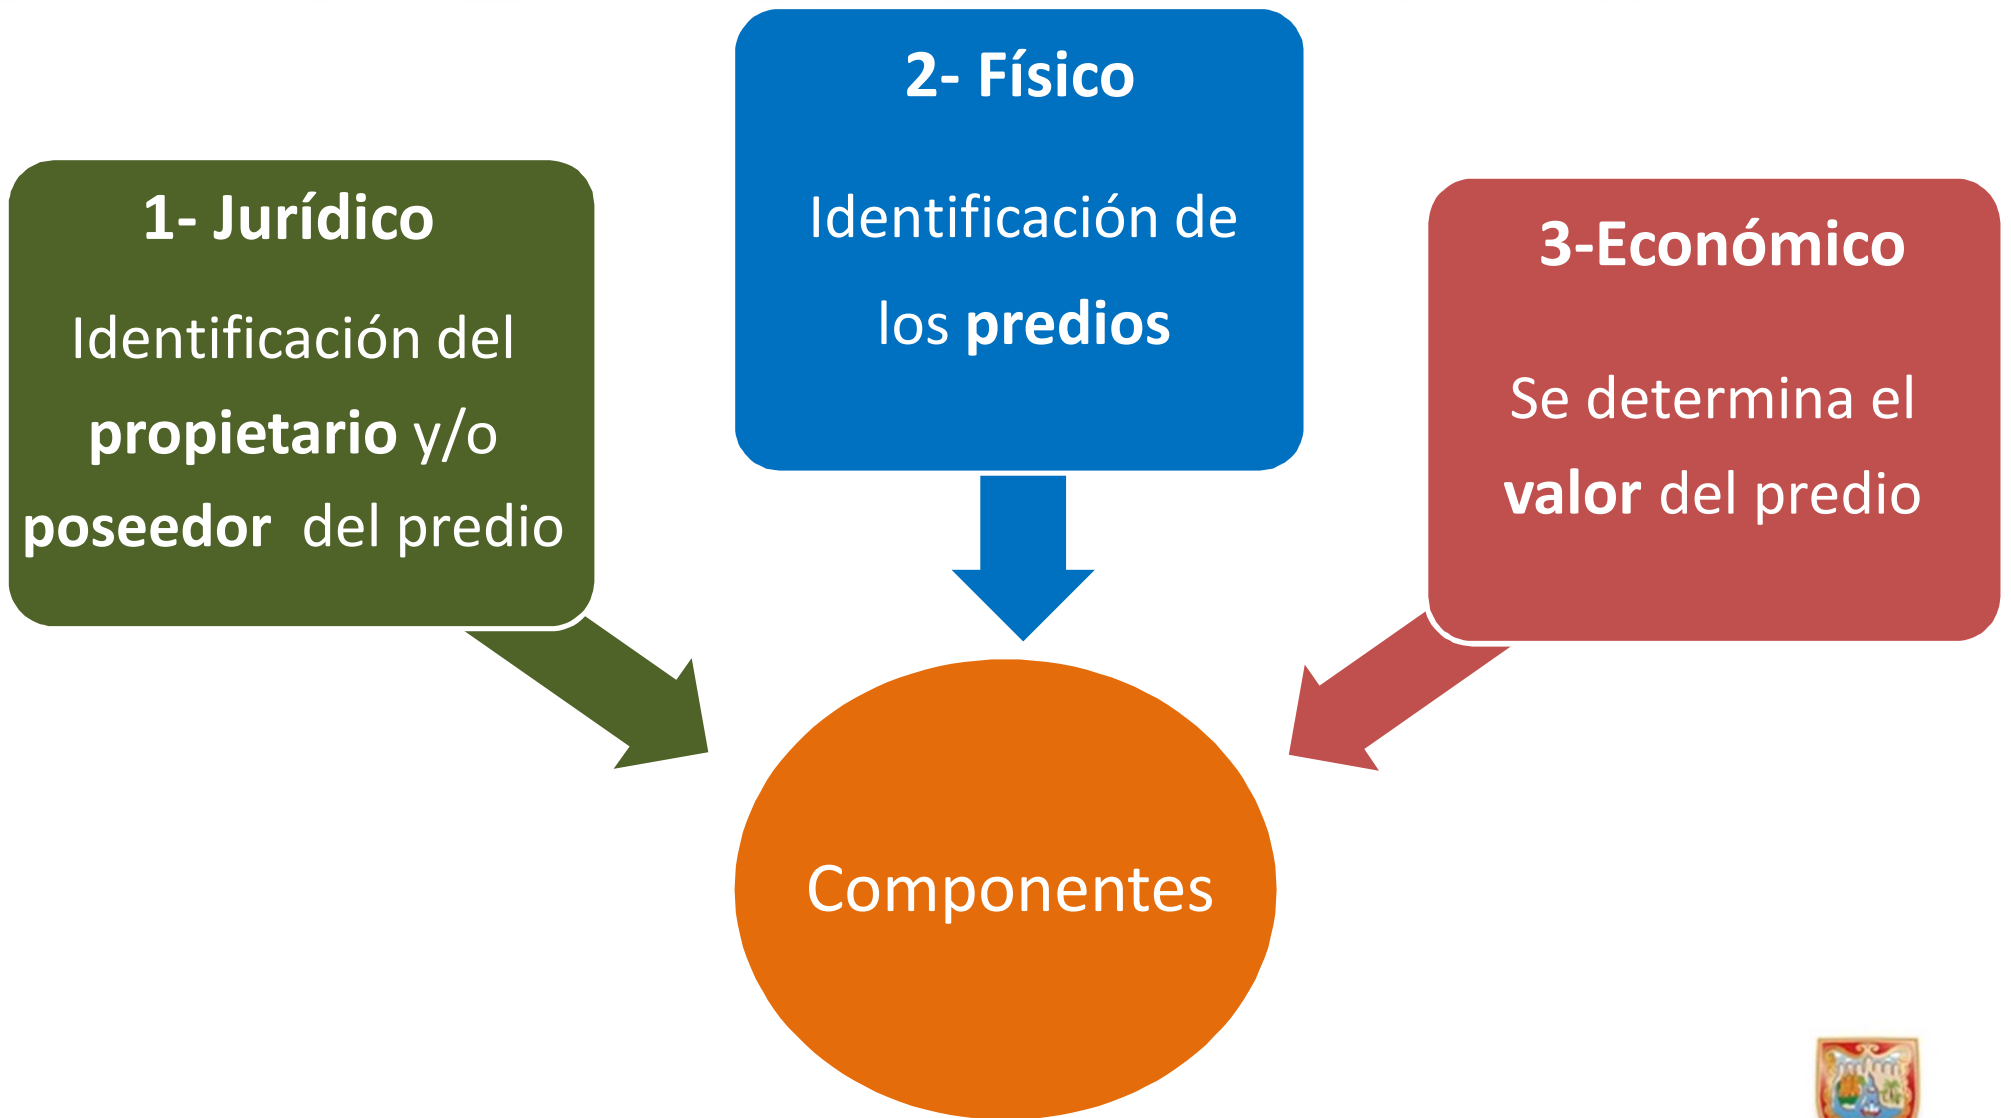 1- Jurídico
Identificación del
propietario y/o
poseedor del predio
2- Físico
Identificación de
los predios
3-Económico
Se determina el
valor del predio
Componentes